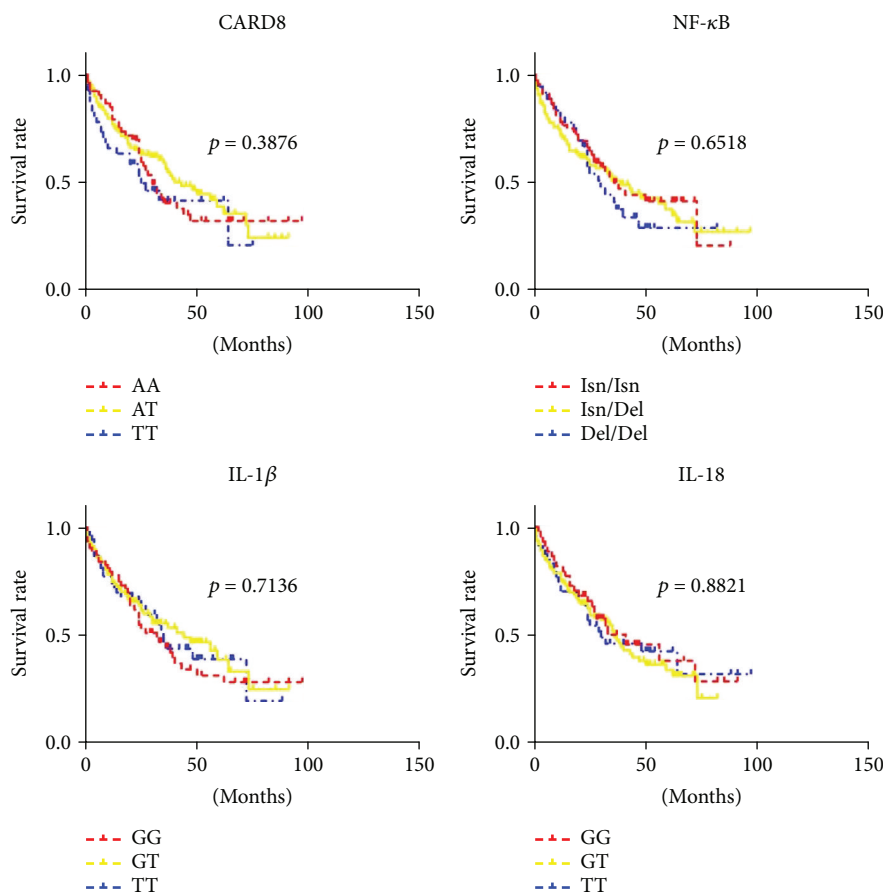 CARD8
1.0
0.5
0.0
Survival rate
p = 0.3876
0 50 100 150
(Months)
AA
AT
TT
NF-κB
1.0
0.5
0.0
Survival rate
p = 0.6518
0 50 100 150
(Months)
Isn/Isn
Isn/Del
Del/Del
IL-1β
1.0
0.5
0.0
Survival rate
p = 0.7136
0 50 100 150
(Months)
GG
GT
TT
IL-18
1.0
0.5
0.0
Survival rate
p = 0.8821
0 50 100 150
(Months)
GG
GT
TT